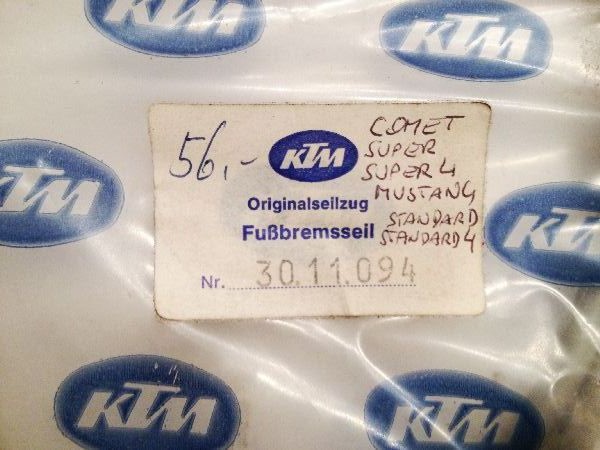 KTM
KTM
KTM
56,-
KTM
COMET
SUPER
SUPER 4
MUSTANG
STANDARD
STANDARD 4
Originalseilzug
Fußbremsseil
Nr. 30.11.094
KTM
KTM
KTM